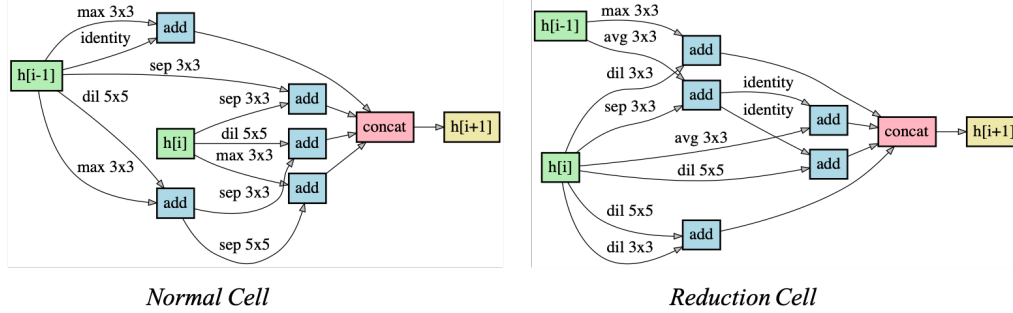 max 3x3
add
identity
h[i-1]
sep 3x3
dil 5x5
sep 3x3
add
concat
h[i+1]
h[i]
dil 5x5
add
max 3x3
max 3x3
sep 3x3
add
add
sep 5x5
Normal Cell
h[i-1]
max 3x3
avg 3x3
add
dil 3x3
identity
add
sep 3x3
identity
add
concat
h[i+1]
avg 3x3
h[i]
dil 5x5
add
dil 5x5
add
dil 3x3
Reduction Cell